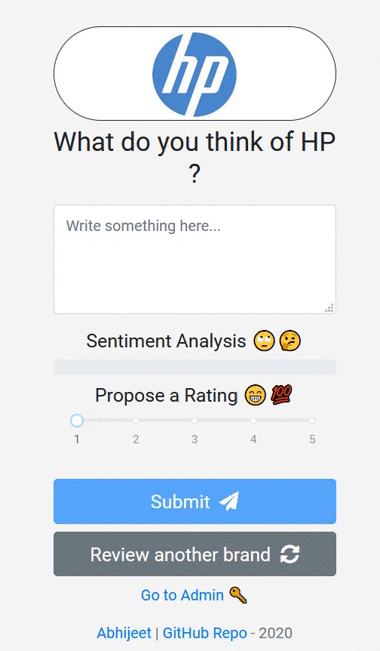 hp
What do you think of HP
?
Write something here...
Sentiment Analysis 🙄🤔
Propose a Rating 😁💯
1 2 3 4 5
Submit
Review another brand
Go to Admin 🔑
Abhijeet | GitHub Repo - 2020